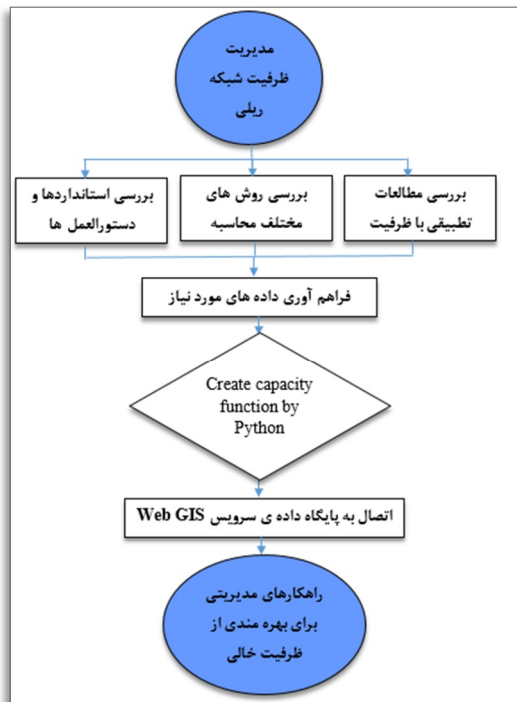 مدیریت
ظرفیت شبکه
ریلی
بررسی مطالعات
تطبیقی با ظرفیت
بررسی روش های
مختلف محاسبه
بررسی استانداردها و
دستورالعمل ها
فراهم آوری داده های مورد نیاز
Create capacity
function by
Python
اتصال به پایگاه داده ی سرویس Web GIS
راهکارهای مدیریتی
برای بهره مندی از
ظرفیت خالی